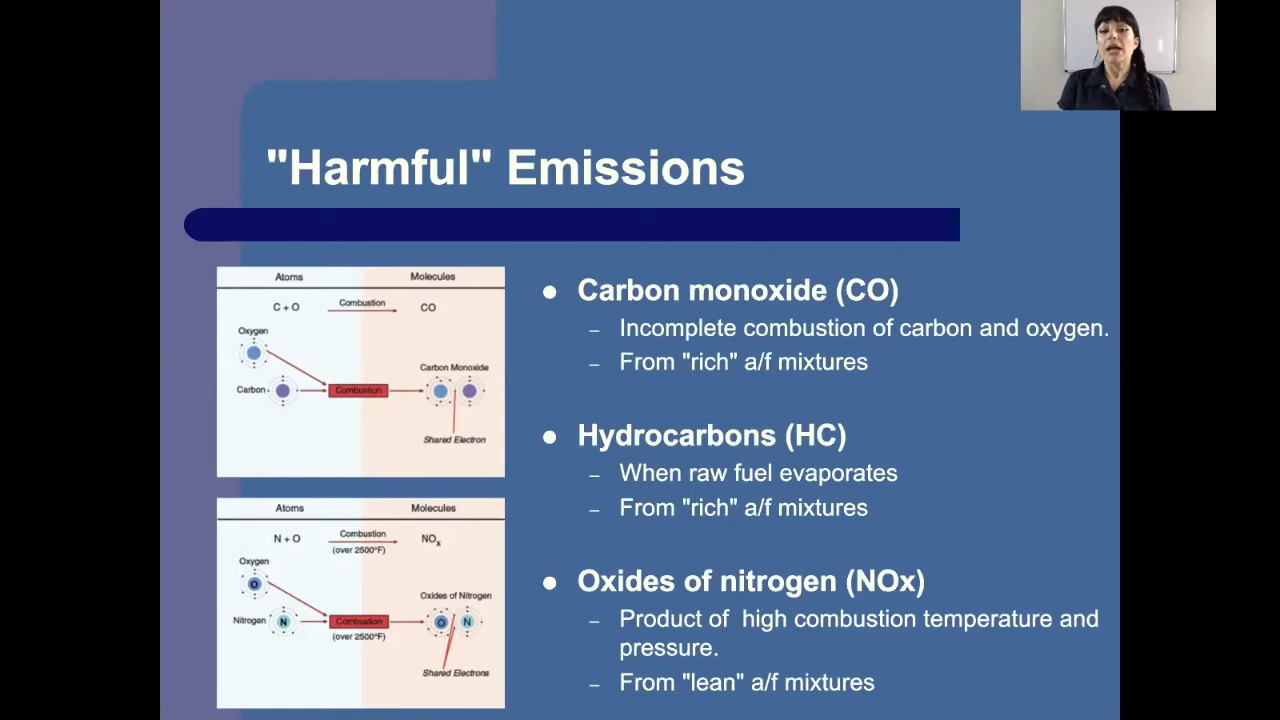 "Harmful" Emissions
Atoms
Molecules
C + O
Combustion
CO
Oxygen
Carbon
Combustion
Carbon Monoxide
Shared Electron
Atoms
Molecules
N + O
Combustion
(over 2500°F)
NOx
Oxygen
O
Nitrogen
N
Combustion
(over 2500°F)
Oxides of Nitrogen
O
N
Shared Electrons
● Carbon monoxide (CO)
– Incomplete combustion of carbon and oxygen.
– From "rich" a/f mixtures
● Hydrocarbons (HC)
– When raw fuel evaporates
– From "rich" a/f mixtures
● Oxides of nitrogen (NOx)
– Product of  high combustion temperature and
pressure.
– From "lean" a/f mixtures